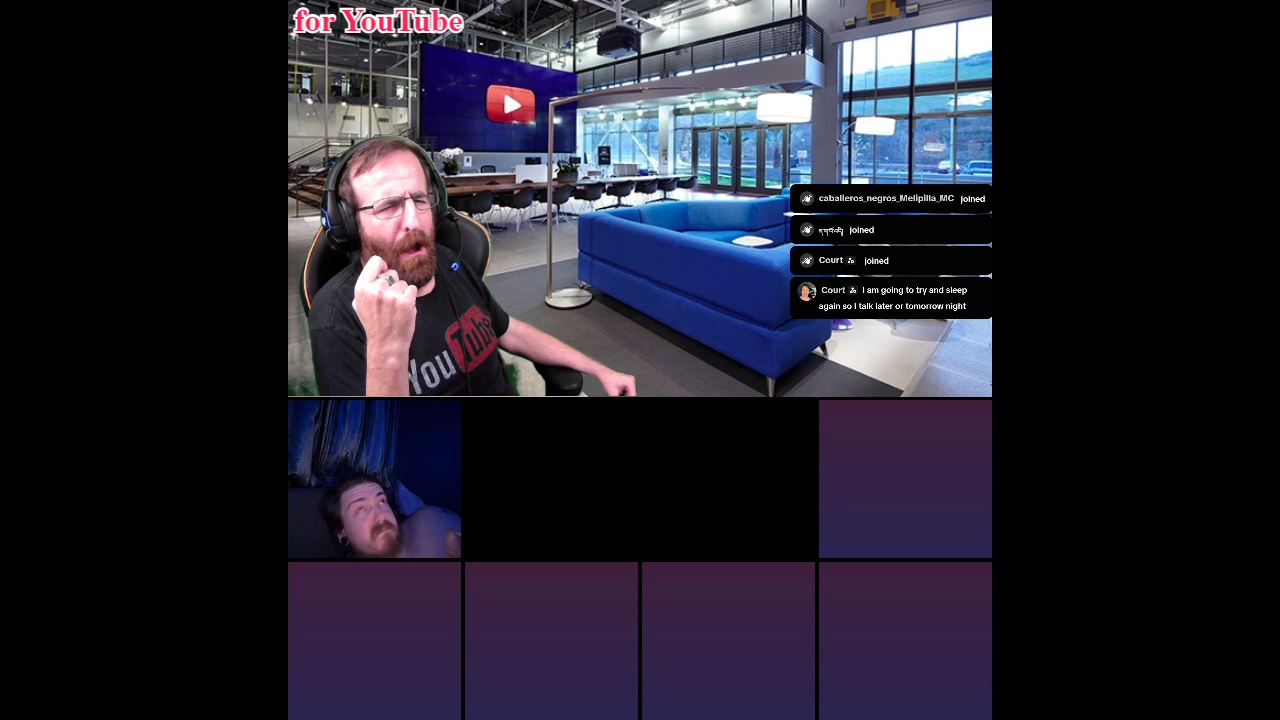 for YouTube
YouTube
caballeros_negros_Melipilla_MC joined
joined
Court joined
Court I am going to try and sleep
again so I talk later or tomorrow night